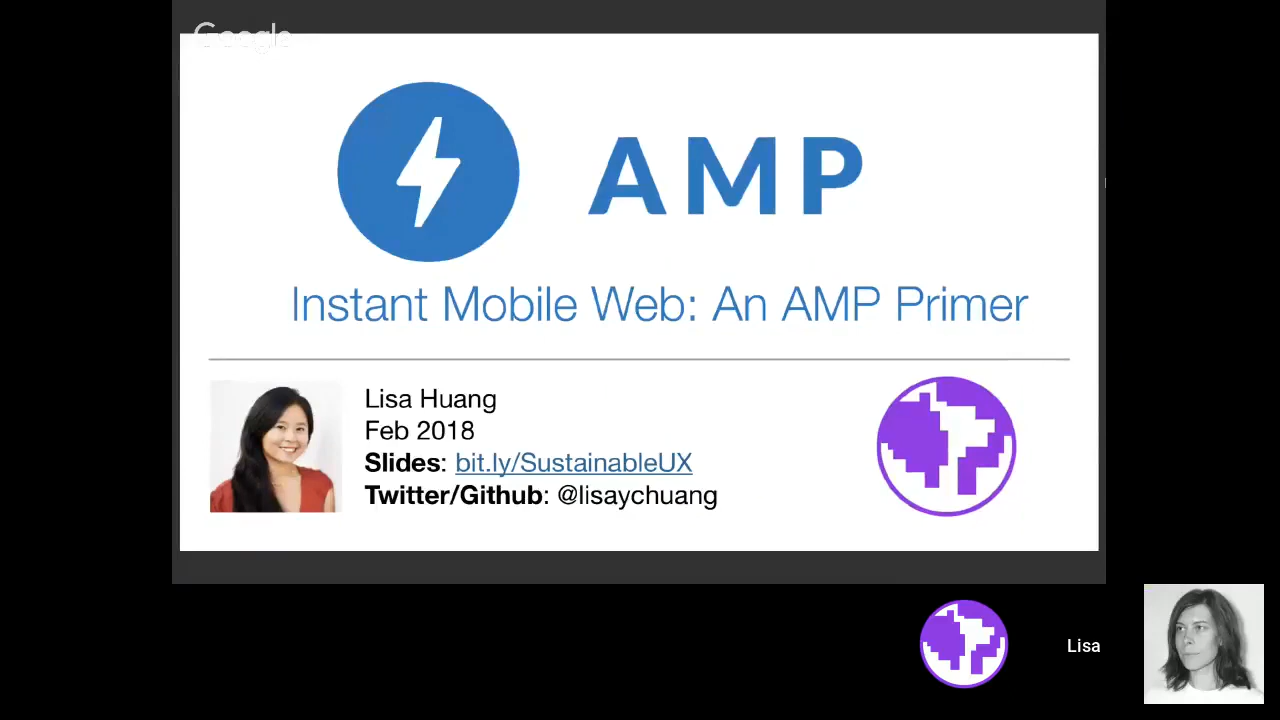 Google
AMP
Instant Mobile Web: An AMP Primer
Lisa Huang
Feb 2018
Slides: bit.ly/SustainableUX
Twitter/Github: @lisaychuang
Lisa